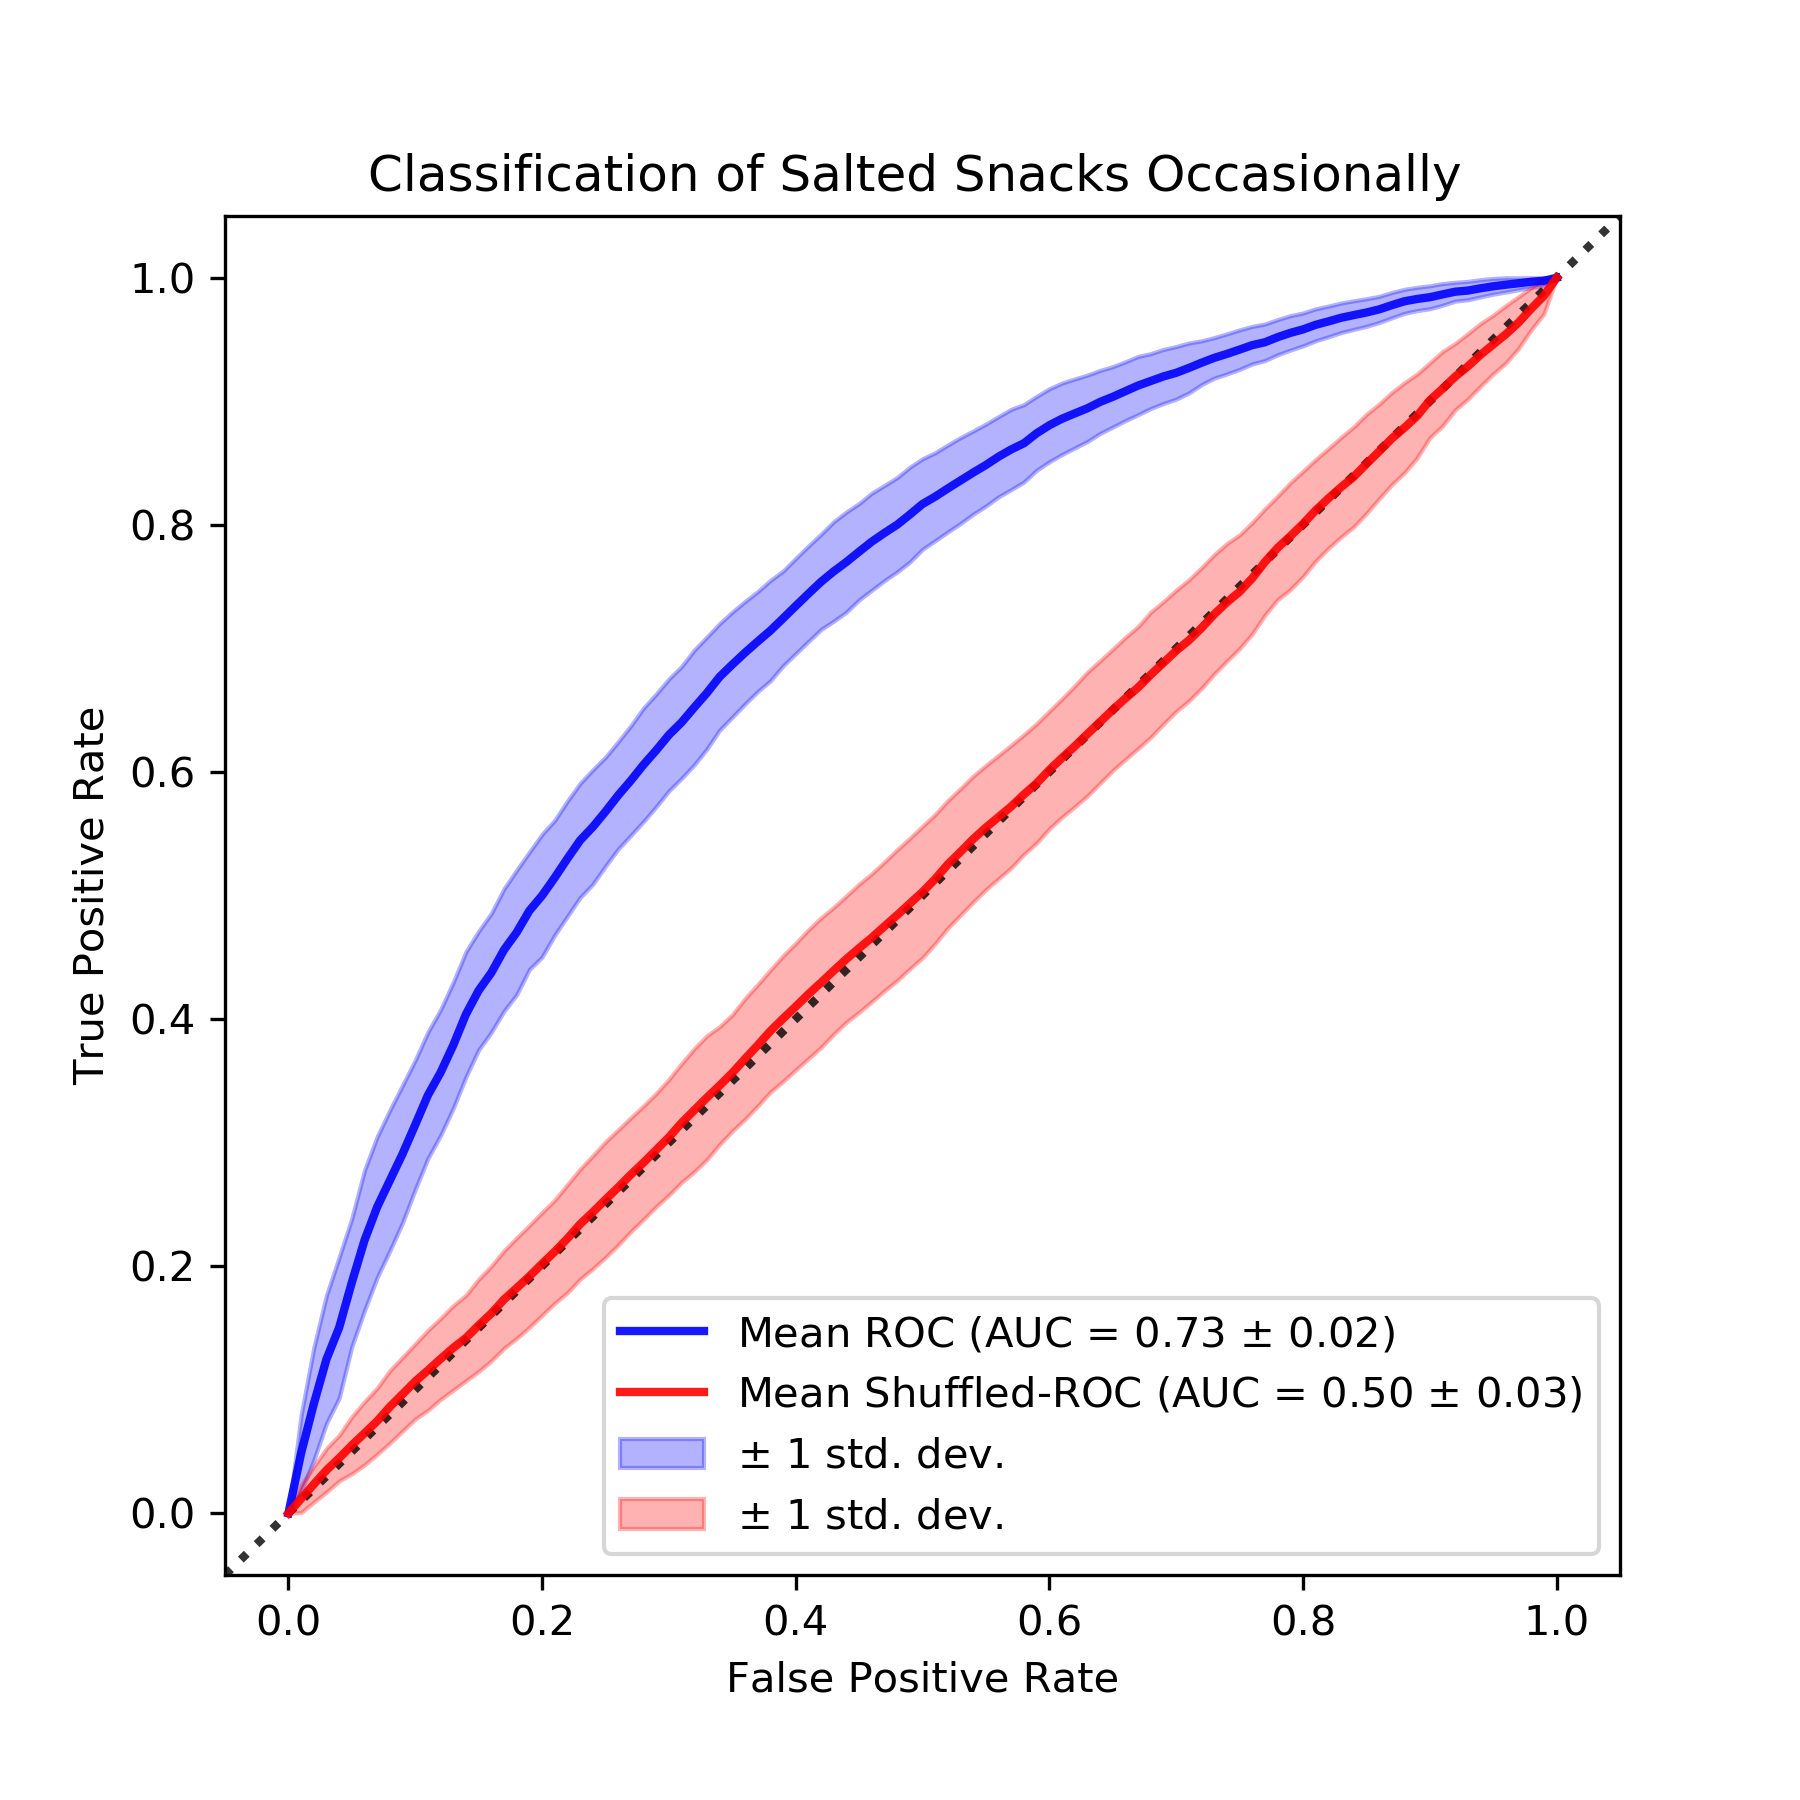 Classification of Salted Snacks Occasionally
True Positive Rate
1.0
0.8
0.6
0.4
0.2
0.0
Mean ROC (AUC = 0.73 ± 0.02)
Mean Shuffled-ROC (AUC = 0.50 ± 0.03)
± 1 std. dev.
± 1 std. dev.
0.0 0.2 0.4 0.6 0.8 1.0
False Positive Rate